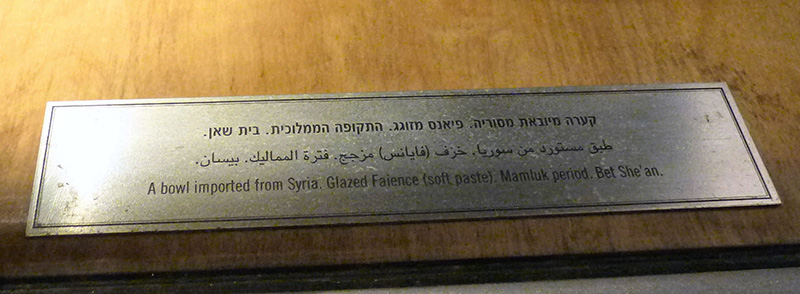 קערה מיובאת מסוריה. פיאנס מזוגג. התקופה הממלוכית. בית שאן.
طبق مستورد من سوريا. خزف (فايانس) مزجج. فترة المماليك. بيسان.
A bowl imported from Syria. Glazed Faience (soft paste). Mamluk period. Bet She'an.